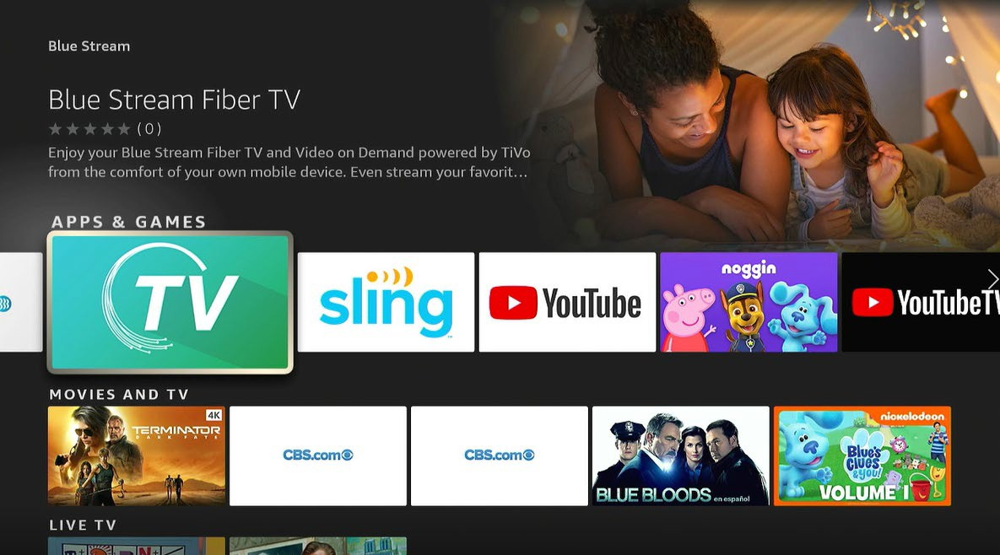 Blue Stream
Blue Stream Fiber TV
(0)
Enjoy your Blue Stream Fiber TV and Video on Demand powered by TiVo
from the comfort of your own mobile device. Even stream your favorit…
APPS & GAMES
TV
sling
YouTube
noggin
YouTubeTV
MOVIES AND TV
4K
TERMINATOR
DARK FATE
CBS.com
CBS.com
BLUE BLOODS en español
nickelodeon
Blue's
Clues
& YOU!
VOLUME 1
LIVE TV